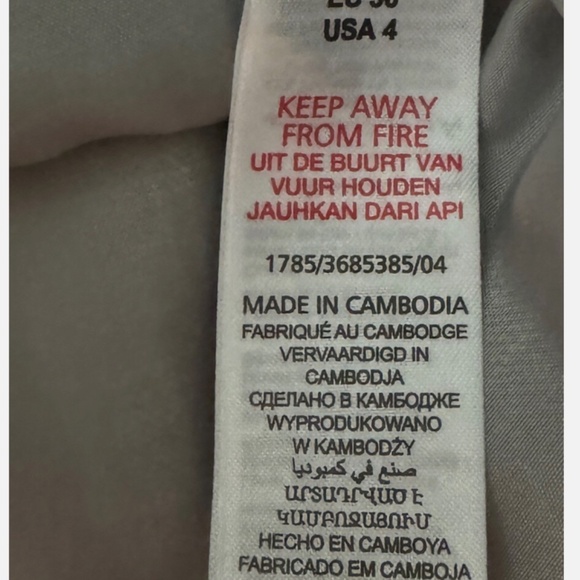 EU 36
USA 4
KEEP AWAY
FROM FIRE
UIT DE BUURT VAN
VUUR HOUDEN
JAUHKAN DARI API
1785/3685385/04
MADE IN CAMBODIA
FABRIQUÉ AU CAMBODGE
VERVAARDIGD IN
CAMBODJA
СДЕЛАНО В КАМБОДЖЕ
WYPRODUKOWANO
W KAMBODŻY
صنع في كمبوديا
ԱՐՏԱԴՐՎԱԾ Է
ԿԱՄԲՈՋԱՅՈՒՄ
HECHO EN CAMBOYA
FABRICADO EM CAMBOJA